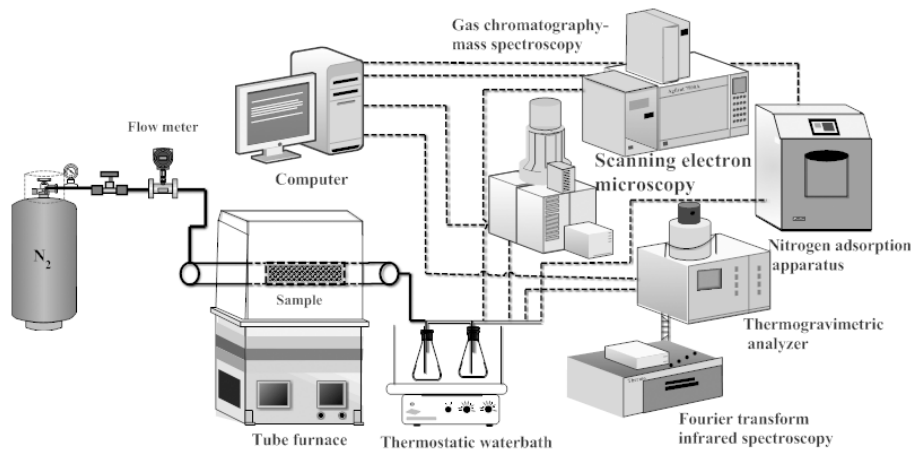 Gas chromatography-
mass spectroscopy
Flow meter
Computer
Scanning electron
microscopy
N2
Sample
Nitrogen adsorption
apparatus
Thermogravimetric
analyzer
Tube furnace
Thermostatic waterbath
Fourier transform
infrared spectroscopy